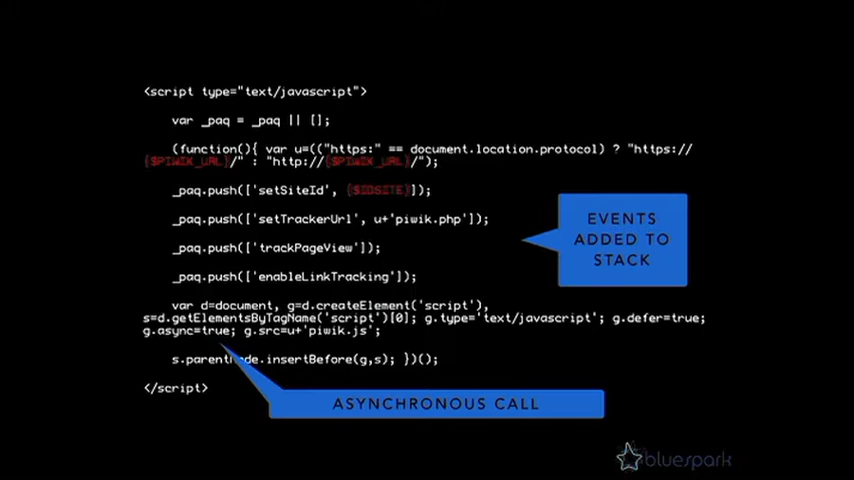 <script type="text/javascript">
var _paq = _paq || [];
(function(){ var u=(("https:" == document.location.protocol) ? "https://
{$PIWIK_URL}/" : "http://{$PIWIK_URL}/");
_paq.push(['setSiteId', {$IDSITE}]);
_paq.push(['setTrackerUrl', u+'piwik.php']);
_paq.push(['trackPageView']);
_paq.push(['enableLinkTracking']);
var d=document, g=d.createElement('script'),
s=d.getElementsByTagName('script')[0]; g.type='text/javascript'; g.defer=true;
g.async=true; g.src=u+'piwik.js';
s.parentNode.insertBefore(g,s); })();
</script>
EVENTS
ADDED TO
STACK
ASYNCHRONOUS CALL
bluespark